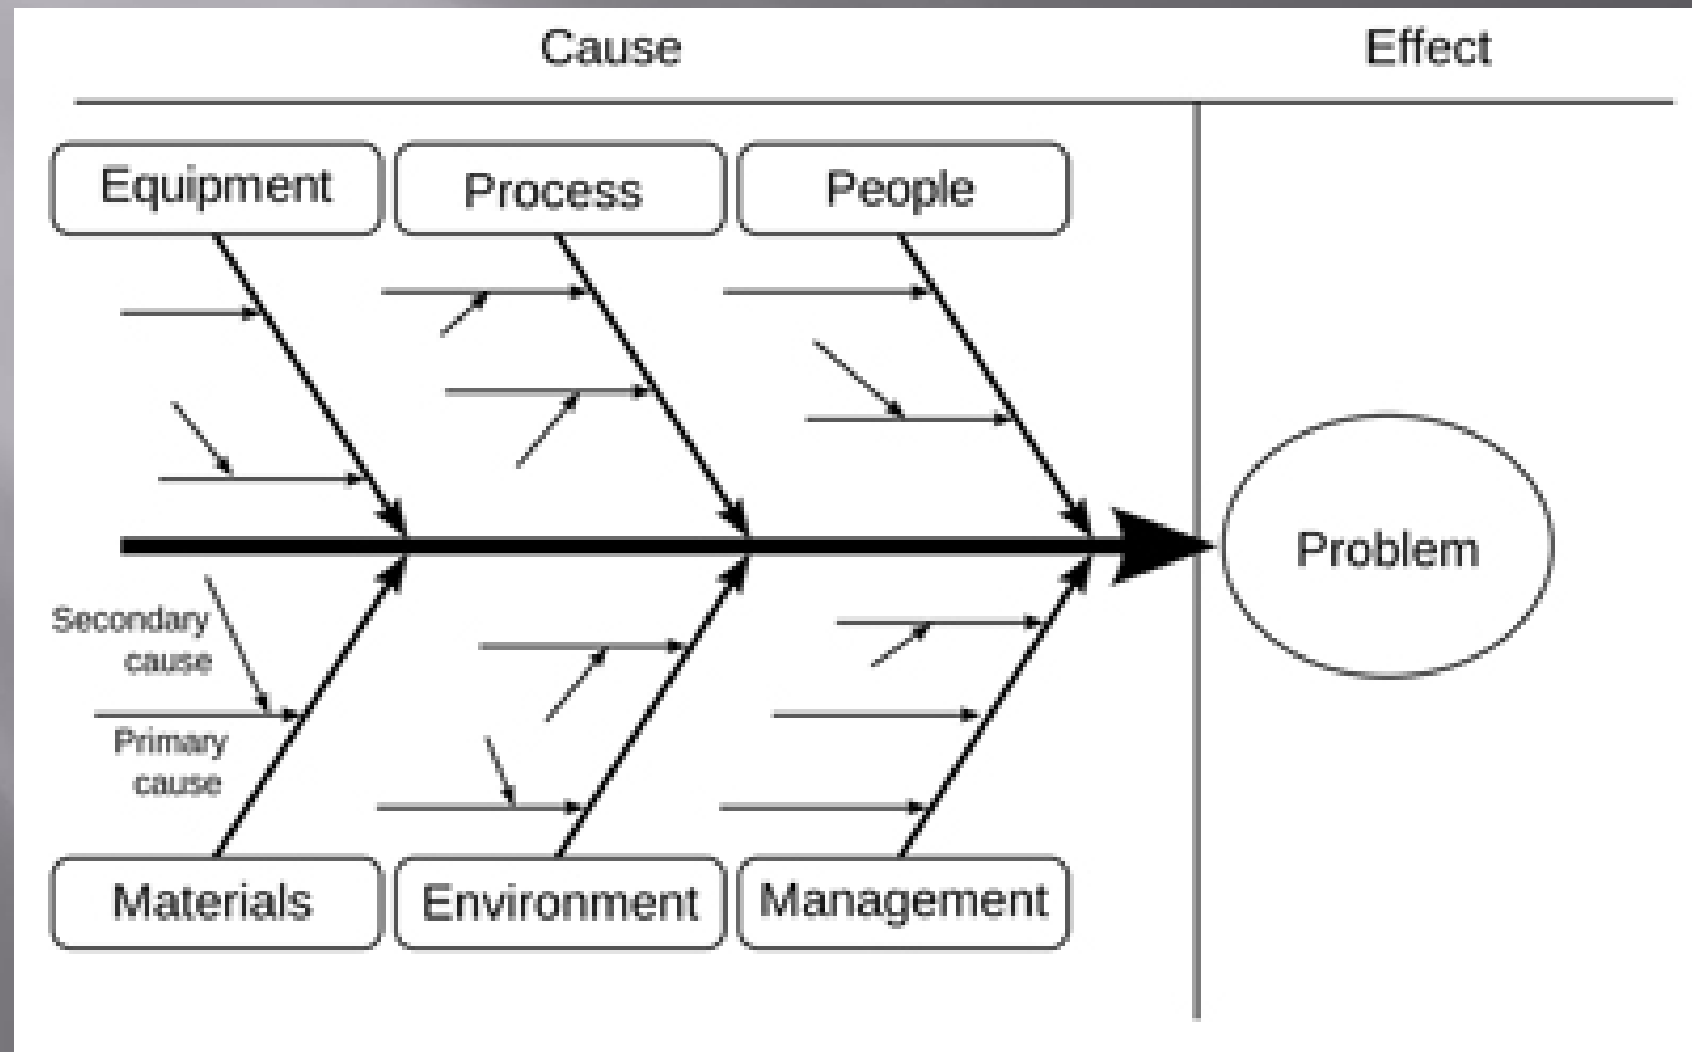 Cause
Effect
Equipment
Process
People
Problem
Secondary
cause
Primary
cause
Materials
Environment
Management